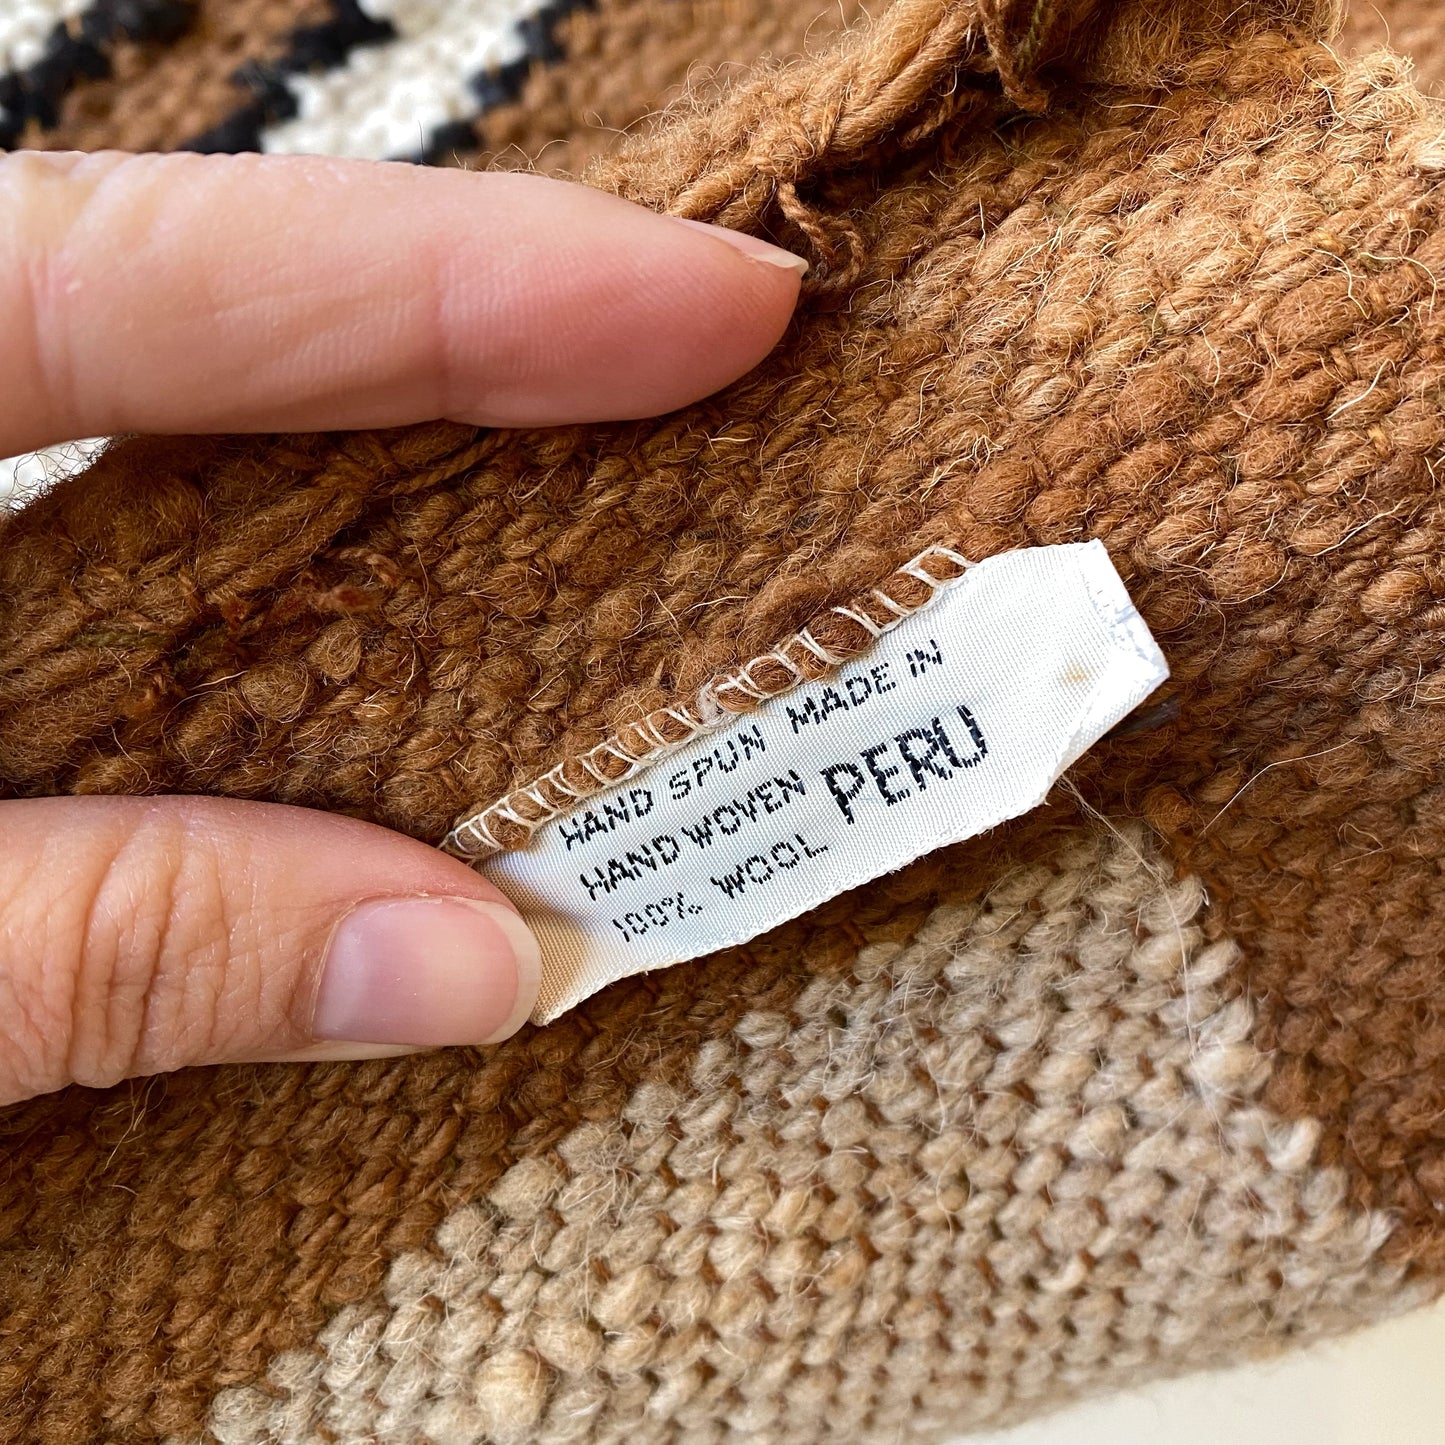 HAND SPUN MADE IN
HAND WOVEN PERU
100% WOOL